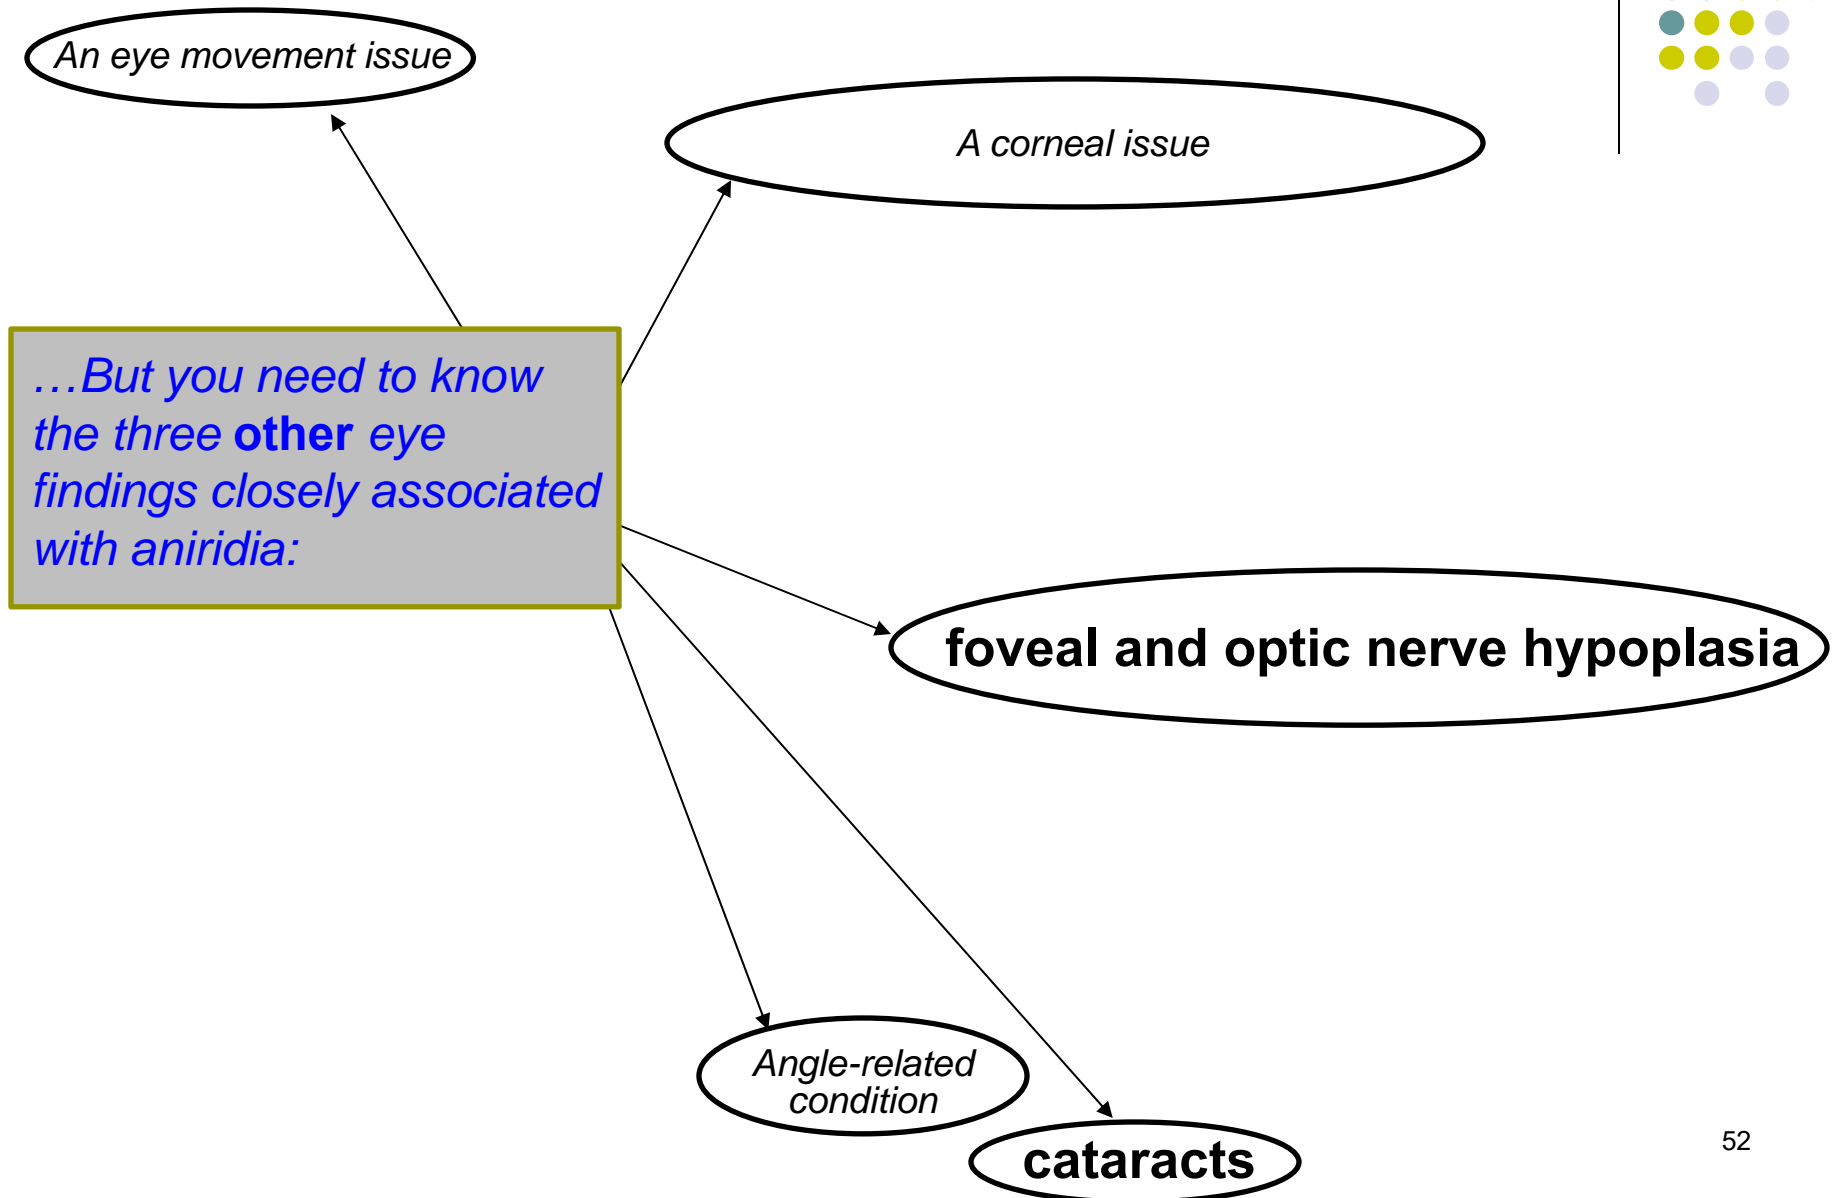 An eye movement issue
A corneal issue
…But you need to know
the three other eye
findings closely associated
with aniridia:
foveal and optic nerve hypoplasia
Angle-related
condition
cataracts
52